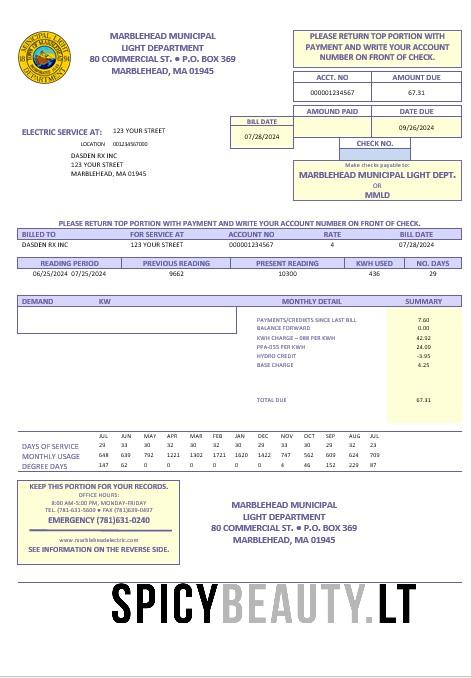 MARBLEHEAD MUNICIPAL
LIGHT DEPARTMENT
80 COMMERCIAL ST. • P.O. BOX 369
MARBLEHEAD, MA 01945
PLEASE RETURN TOP PORTION WITH
PAYMENT AND WRITE YOUR ACCOUNT
NUMBER ON FRONT OF CHECK.
ACCT. NO AMOUNT DUE
000001234567 67.31
AMOUNT PAID DATE DUE
09/26/2024
BILL DATE
07/28/2024
CHECK NO.
ELECTRIC SERVICE AT: 123 YOUR STREET
LOCATION 001234567000
DASDEN RX INC
123 YOUR STREET
MARBLEHEAD, MA 01945
Make checks payable to:
MARBLEHEAD MUNICIPAL LIGHT DEPT.
OR
MMLD
PLEASE RETURN TOP PORTION WITH PAYMENT AND WRITE YOUR ACCOUNT NUMBER ON FRONT OF CHECK.
BILLED TO FOR SERVICE AT ACCOUNT NO RATE BILL DATE
DASDEN RX INC 123 YOUR STREET 000001234567 4 07/28/2024
READING PERIOD PREVIOUS READING PRESENT READING KWH USED NO. DAYS
06/25/2024 07/25/2024 9662 10300 436 29
DEMAND KW MONTHLY DETAIL SUMMARY
PAYMENTS/CREDITS SINCE LAST BILL 7.60
BALANCE FORWARD 0.00
KWH CHARGE – 088 PER KWH 42.92
PPA-055 PER KWH 24.09
HYDRO CREDIT -3.95
BASE CHARGE 4.25
TOTAL DUE 67.31
JUL JUN MAY APR MAR FEB JAN DEC NOV OCT SEP AUG JUL
DAYS OF SERVICE 29 33 30 29 30 28 30 29 30 29 29 32 23
MONTHLY USAGE 648 639 792 1221 1302 1721 1620 1422 747 562 609 624 709
DEGREE DAYS 147 62 0 0 0 0 0 0 4 46 152 229 87
KEEP THIS PORTION FOR YOUR RECORDS.
OFFICE HOURS:
8:00 AM-5:00 PM, MONDAY-FRIDAY
TEL. (781)631-5600 • FAX (781)639-0497
EMERGENCY (781)631-0240
www.marbleheadelectric.com
SEE INFORMATION ON THE REVERSE SIDE.
MARBLEHEAD MUNICIPAL
LIGHT DEPARTMENT
80 COMMERCIAL ST. • P.O. BOX 369
MARBLEHEAD, MA 01945
SPICYBEAUTY.LT